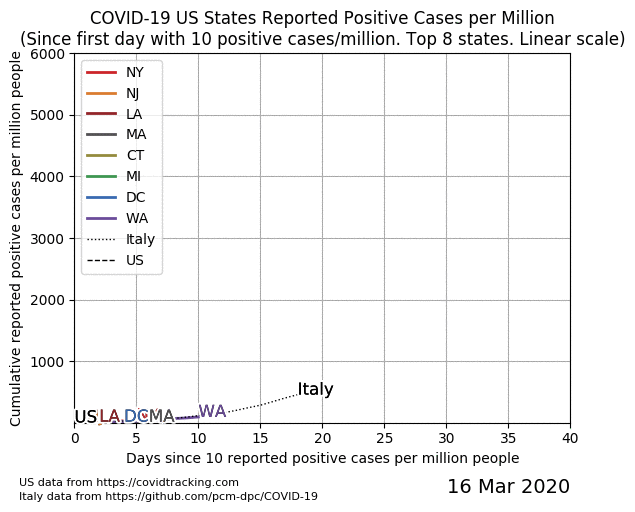 COVID-19 US States Reported Positive Cases per Million
(Since first day with 10 positive cases/million. Top 8 states. Linear scale)
Cumulative reported positive cases per million people
6000
5000
4000
3000
2000
1000
NY
NJ
LA
MA
CT
MI
DC
WA
Italy
US
Italy
US LA DC MA WA
0 5 10 15 20 25 30 35 40
Days since 10 reported positive cases per million people
US data from https://covidtracking.com
Italy data from https://github.com/pcm-dpc/COVID-19
16 Mar 2020